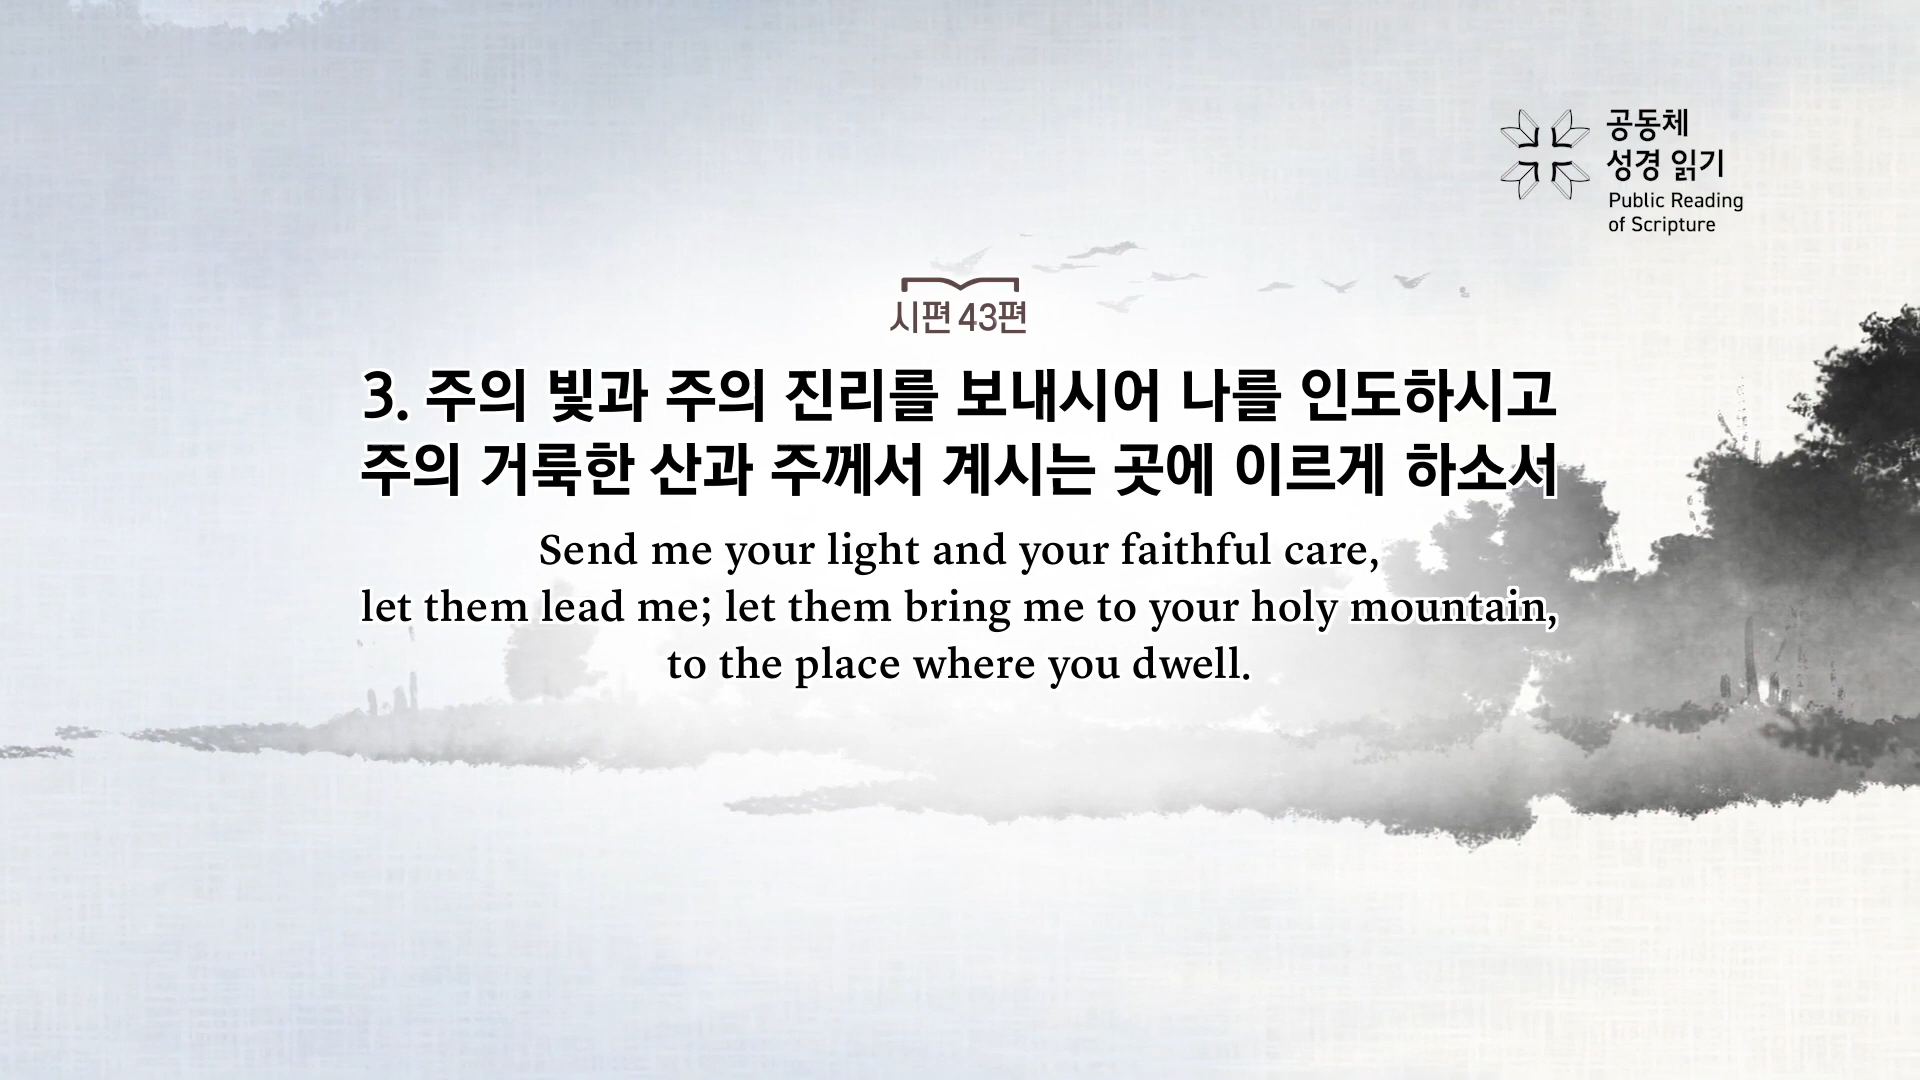 공동체
성경 읽기
Public Reading
of Scripture
시편 43편
3. 주의 빛과 주의 진리를 보내시어 나를 인도하시고
주의 거룩한 산과 주께서 계시는 곳에 이르게 하소서
Send me your light and your faithful care,
let them lead me; let them bring me to your holy mountain,
to the place where you dwell.